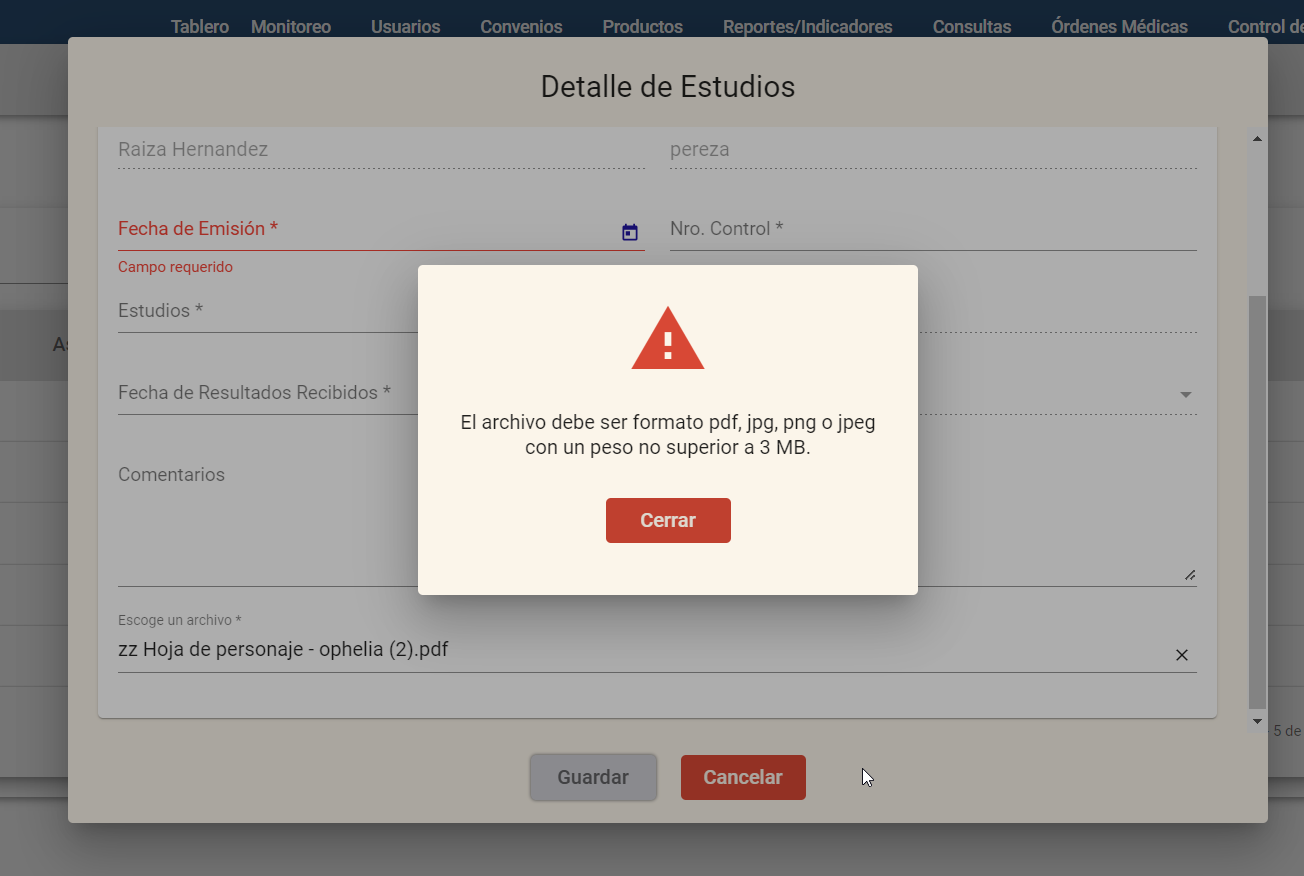 Tablero Monitoreo Usuarios Convenios Productos Reportes/Indicadores Consultas Órdenes Médicas Control de
Detalle de Estudios
Raiza Hernandez pereza
Fecha de Emisión * Nro. Control *
Campo requerido
Estudios *
Fecha de Resultados Recibidos *
El archivo debe ser formato pdf, jpg, png o jpeg
con un peso no superior a 3 MB.
Comentarios
Cerrar
Escoge un archivo *
zz Hoja de personaje - ophelia (2).pdf
5 de
Guardar Cancelar